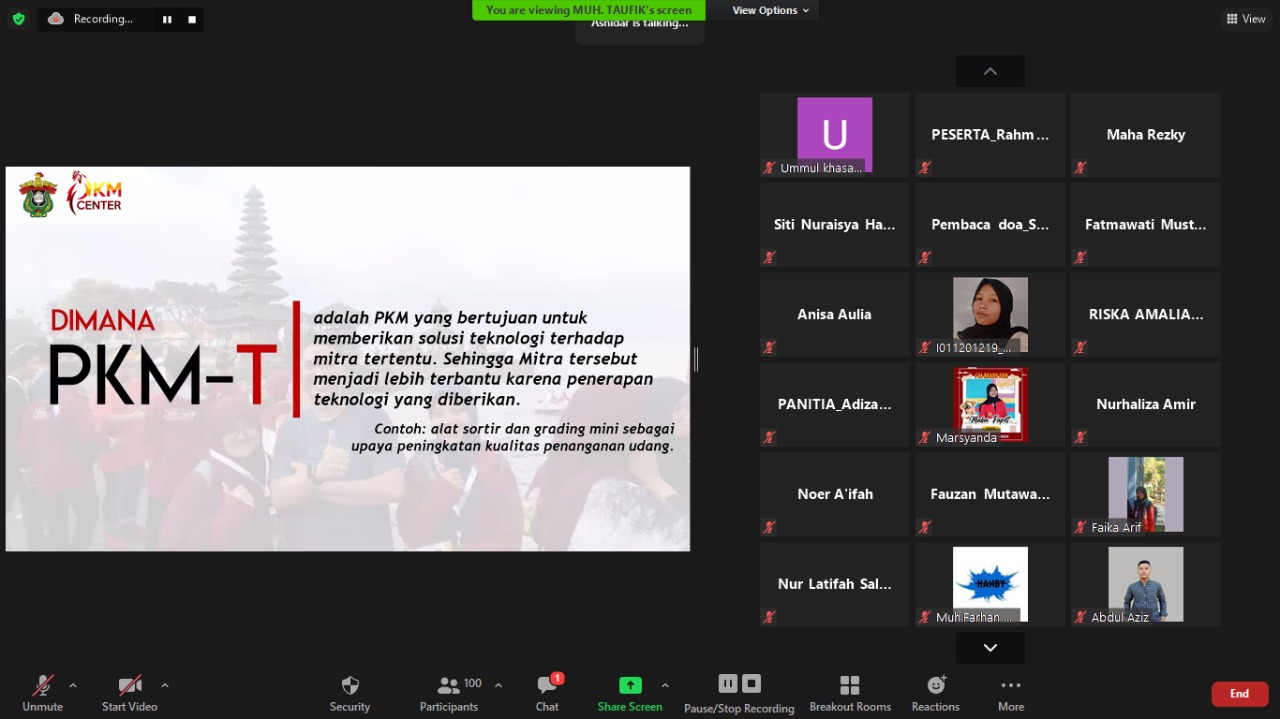 Recording...
You are viewing MUH. TAUFIK's screen
View Options
Ashidar is talking...
View
PKM
CENTER
DIMANA
PKM-T
adalah PKM yang bertujuan untuk
memberikan solusi teknologi terhadap
mitra tertentu. Sehingga Mitra tersebut
menjadi lebih terbantu karena penerapan
teknologi yang diberikan.
Contoh: alat sortir dan grading mini sebagai
upaya peningkatan kualitas penanganan udang.
U
Ummul khasa...
PESERTA_Rahm...
Maha Rezky
Siti Nuraisya Ha...
Pembaca doa_S...
Fatmawati Must...
Anisa Aulia
I011201219_...
RISKA AMALIA...
PANITIA_Adiza...
Marsyanda
Nurhaliza Amir
Noer A'ifah
Fauzan Mutawa...
Faika Arif
Nur Latifah Sal...
HANBY
Muh.Farhan ...
Abdul Aziz
Unmute
Start Video
Security
Participants
100
Chat
1
Share Screen
Pause/Stop Recording
Breakout Rooms
Reactions
More
End